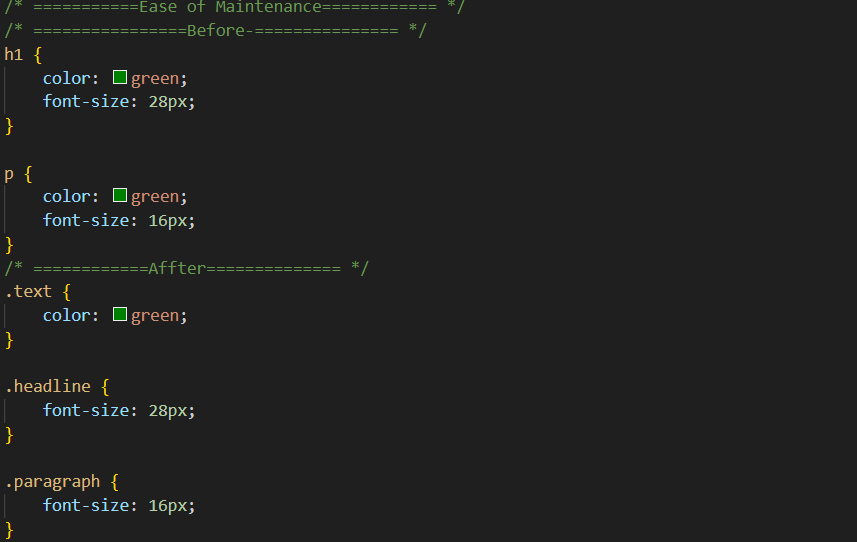 /* ===========Ease of Maintenance============ */
/* ================Before-=============== */
h1 {
    color: green;
    font-size: 28px;
}

p {
    color: green;
    font-size: 16px;
}
/* ============Affter============== */
.text {
    color: green;
}

.headline {
    font-size: 28px;
}

.paragraph {
    font-size: 16px;
}